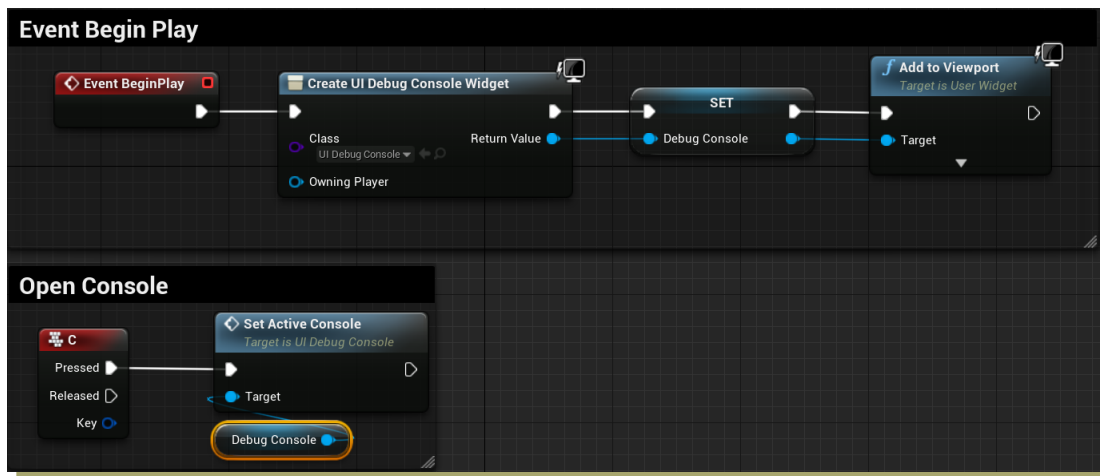 Event Begin Play
Event BeginPlay
Create UI Debug Console Widget
Class
UI Debug Console
Return Value
Owning Player
SET
Debug Console
f Add to Viewport
Target is User Widget
Target
Open Console
C
Pressed
Released
Key
Set Active Console
Target is UI Debug Console
Target
Debug Console